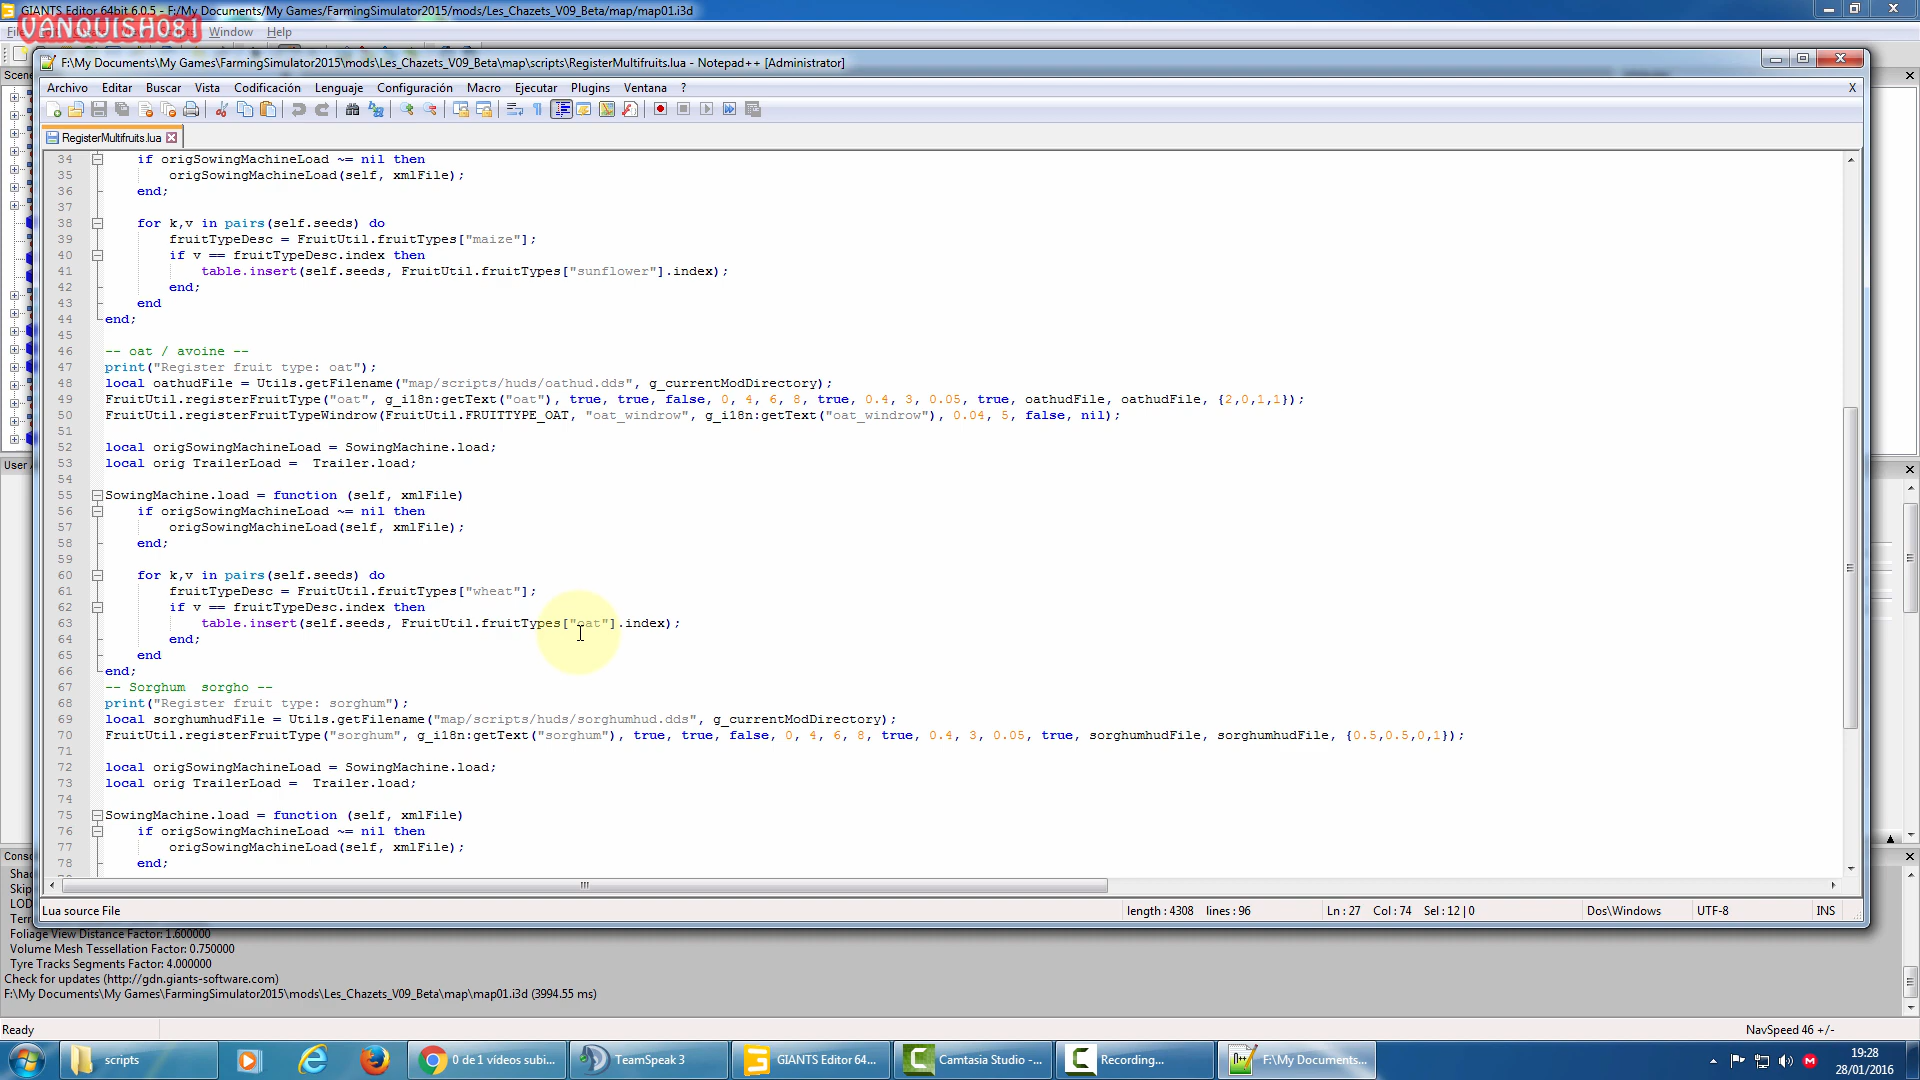 GIANTS Editor 64bit 6.0.5 - F:/My Documents/My Games/FarmingSimulator2015/mods/Les_Chazets_V09_Beta/map/map01.i3d
VANQUISH081
Window Help
F:\My Documents\My Games\FarmingSimulator2015\mods\Les_Chazets_V09_Beta\map\scripts\RegisterMultifruits.lua - Notepad++ [Administrator]
Archivo Editar Buscar Vista Codificación Lenguaje Configuración Macro Ejecutar Plugins Ventana ? X
RegisterMultifruits.lua
34 if origSowingMachineLoad ~= nil then
35 origSowingMachineLoad(self, xmlFile);
36 end;
37
38 for k,v in pairs(self.seeds) do
39 fruitTypeDesc = FruitUtil.fruitTypes["maize"];
40 if v == fruitTypeDesc.index then
41 table.insert(self.seeds, FruitUtil.fruitTypes["sunflower"].index);
42 end;
43 end
44 end;
45
46 -- oat / avoine --
47 print("Register fruit type: oat");
48 local oathudFile = Utils.getFilename("map/scripts/huds/oathud.dds", g_currentModDirectory);
49 FruitUtil.registerFruitType("oat", g_i18n:getText("oat"), true, true, false, 0, 4, 6, 8, true, 0.4, 3, 0.05, true, oathudFile, oathudFile, {2,0,1,1});
50 FruitUtil.registerFruitTypeWindrow(FruitUtil.FRUITTYPE_OAT, "oat_windrow", g_i18n:getText("oat_windrow"), 0.04, 5, false, nil);
51
52 local origSowingMachineLoad = SowingMachine.load;
53 local orig TrailerLoad =  Trailer.load;
54
55 SowingMachine.load = function (self, xmlFile)
56 if origSowingMachineLoad ~= nil then
57 origSowingMachineLoad(self, xmlFile);
58 end;
59
60 for k,v in pairs(self.seeds) do
61 fruitTypeDesc = FruitUtil.fruitTypes["wheat"];
62 if v == fruitTypeDesc.index then
63 table.insert(self.seeds, FruitUtil.fruitTypes["oat"].index);
64 end;
65 end
66 end;
67 -- Sorghum  sorgho --
68 print("Register fruit type: sorghum");
69 local sorghumhudFile = Utils.getFilename("map/scripts/huds/sorghumhud.dds", g_currentModDirectory);
70 FruitUtil.registerFruitType("sorghum", g_i18n:getText("sorghum"), true, true, false, 0, 4, 6, 8, true, 0.4, 3, 0.05, true, sorghumhudFile, sorghumhudFile, {0.5,0.5,0,1});
71
72 local origSowingMachineLoad = SowingMachine.load;
73 local orig TrailerLoad =  Trailer.load;
74
75 SowingMachine.load = function (self, xmlFile)
76 if origSowingMachineLoad ~= nil then
77 origSowingMachineLoad(self, xmlFile);
78 end;
Lua source File length : 4308 lines : 96 Ln : 27 Col : 74 Sel : 12 | 0 Dos\Windows UTF-8 INS
Foliage View Distance Factor: 1.600000
Volume Mesh Tessellation Factor: 0.750000
Tyre Tracks Segments Factor: 4.000000
Check for updates (http://gdn.giants-software.com)
F:\My Documents\My Games\FarmingSimulator2015\mods\Les_Chazets_V09_Beta\map\map01.i3d (3994.55 ms)
Ready NavSpeed 46 +/-
scripts 0 de 1 vídeos subi... TeamSpeak 3 GIANTS Editor 64... Camtasia Studio -... Recording... F:\My Documents...
19:28
28/01/2016